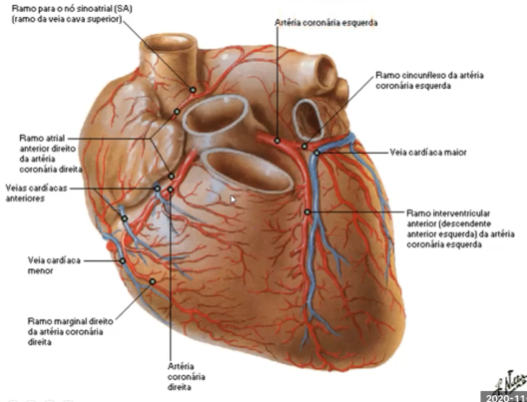 Ramo para o nó sinoatrial (SA)
(ramo da veia cava superior)
Artéria coronária esquerda
Ramo circunflexo da artéria
coronária esquerda
Ramo atrial
anterior direito
da artéria
coronária direita
Veia cardíaca maior
Veias cardíacas
anteriores
Ramo interventricular
anterior (descendente
anterior esquerda) da artéria
coronária esquerda
Veia cardíaca
menor
Ramo marginal direito
da artéria coronária
direita
Artéria
coronária
direita
2020-11